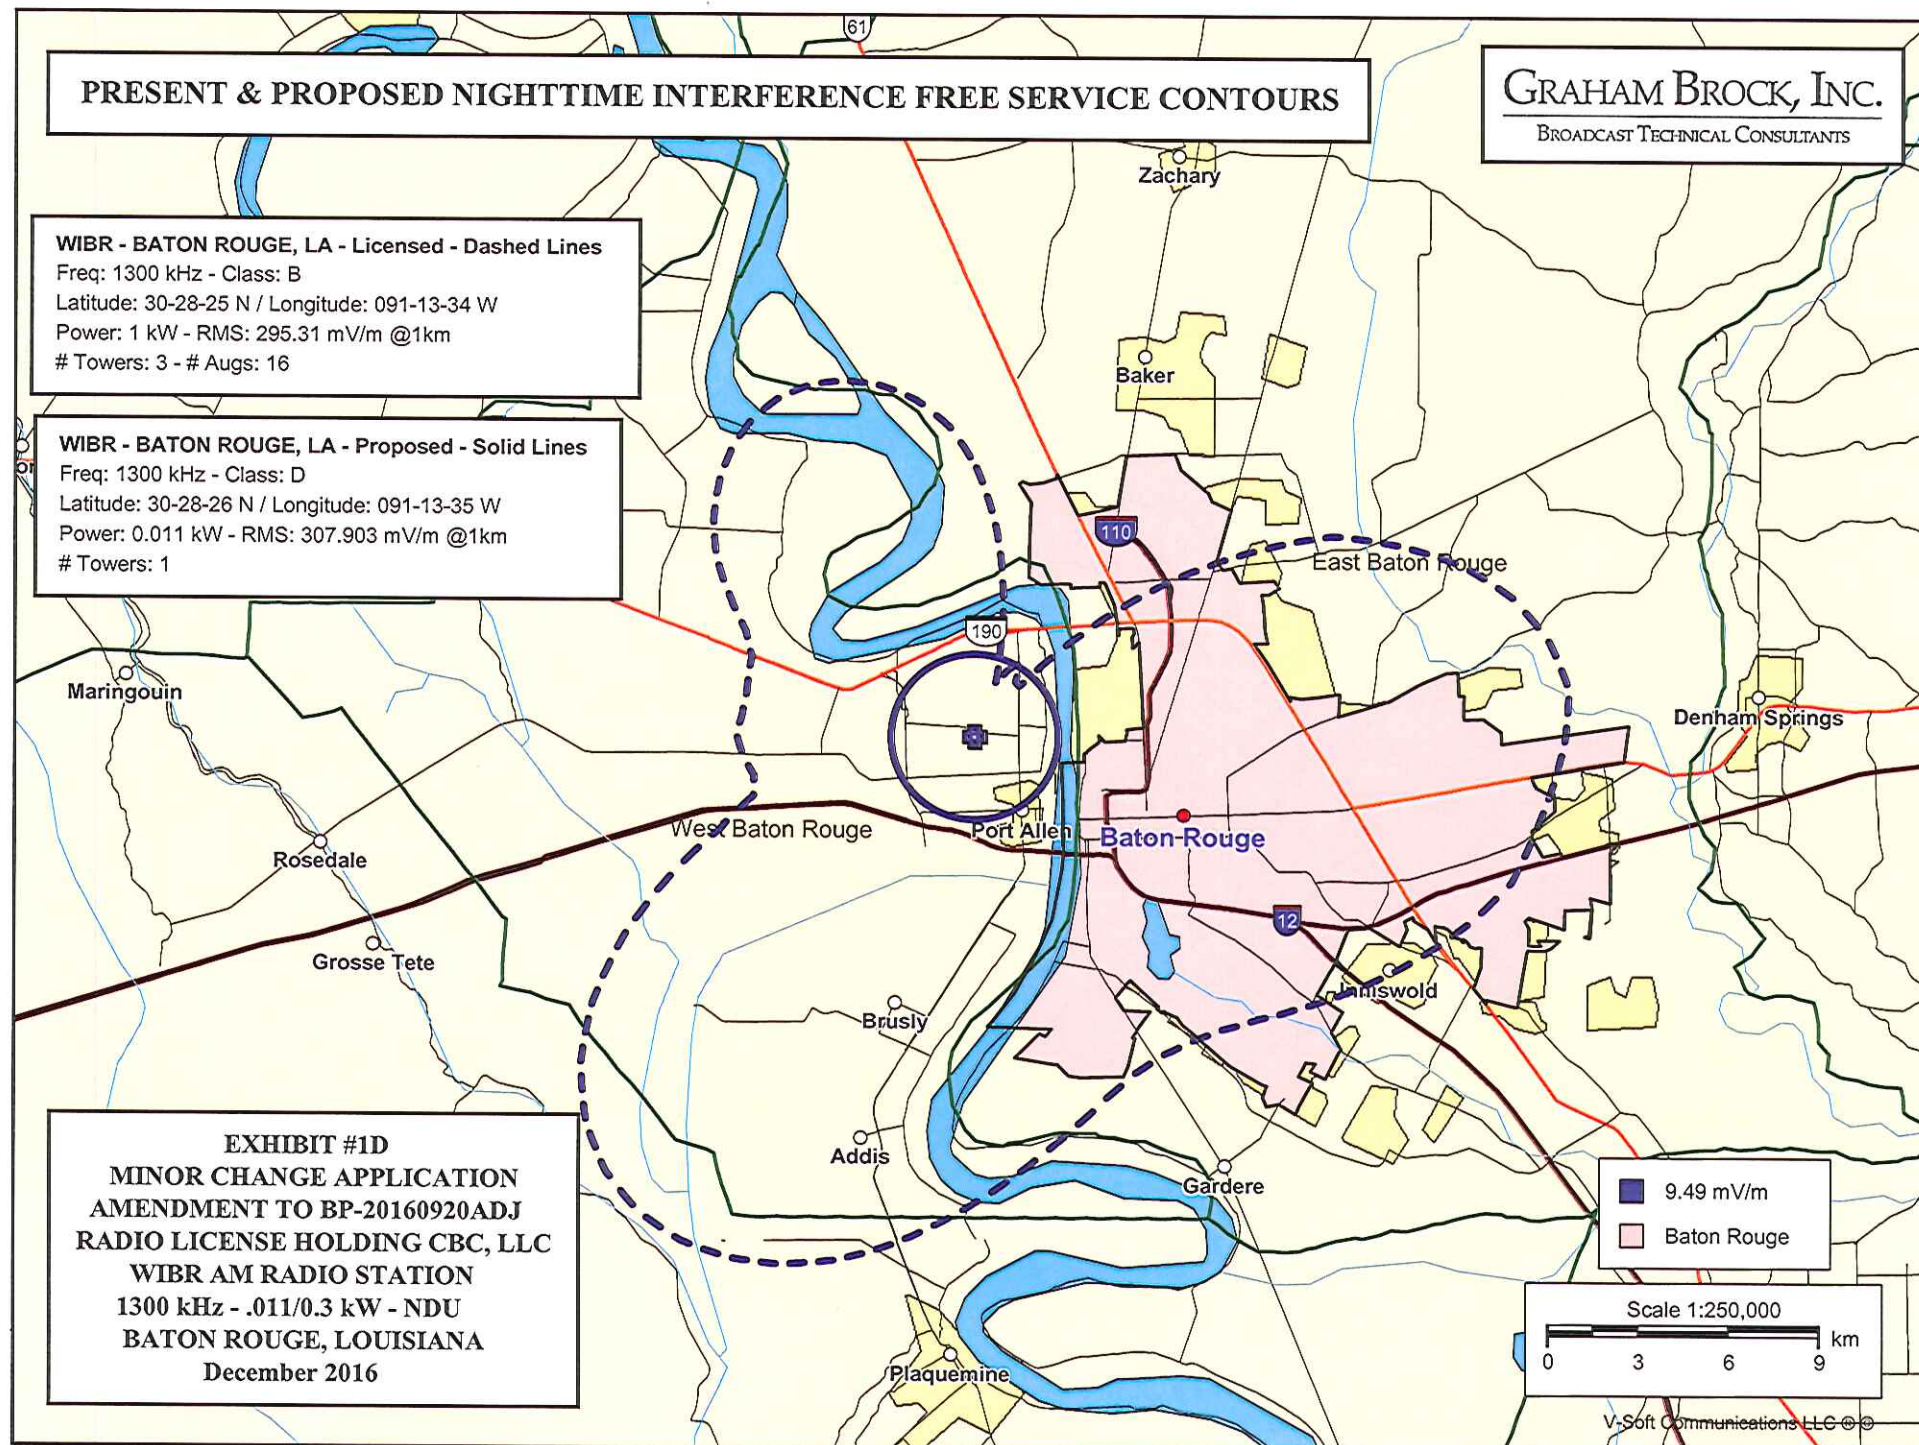 61
PRESENT & PROPOSED NIGHTTIME INTERFERENCE FREE SERVICE CONTOURS
GRAHAM BROCK, INC.
BROADCAST TECHNICAL CONSULTANTS
Zachary
WIBR - BATON ROUGE, LA - Licensed - Dashed Lines
Freq: 1300 kHz - Class: B
Latitude: 30-28-25 N / Longitude: 091-13-34 W
Power: 1 kW - RMS: 295.31 mV/m @1km
# Towers: 3 - # Augs: 16
Baker
WIBR - BATON ROUGE, LA - Proposed - Solid Lines
Freq: 1300 kHz - Class: D
Latitude: 30-28-26 N / Longitude: 091-13-35 W
Power: 0.011 kW - RMS: 307.903 mV/m @1km
# Towers: 1
110
East Baton Rouge
190
Maringouin
Denham Springs
West Baton Rouge
Port Allen
Baton Rouge
Rosedale
12
Grosse Tete
Inniswold
Brusly
Addis
Gardere
EXHIBIT #1D
MINOR CHANGE APPLICATION
AMENDMENT TO BP-20160920ADJ
RADIO LICENSE HOLDING CBC, LLC
WIBR AM RADIO STATION
1300 kHz - .011/0.3 kW - NDU
BATON ROUGE, LOUISIANA
December 2016
9.49 mV/m
Baton Rouge
Scale 1:250,000
km
0 3 6 9
Plaquemine
V-Soft Communications LLC ® ©